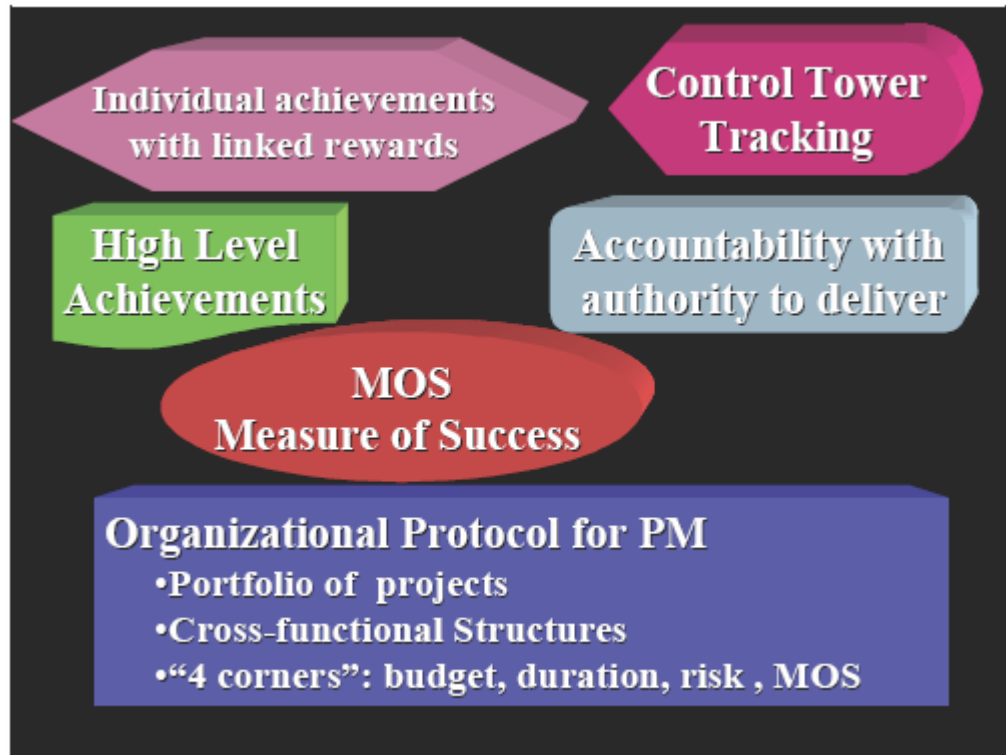 Individual achievements
with linked rewards
Control Tower
Tracking
High Level
Achievements
Accountability with
authority to deliver
MOS
Measure of Success
Organizational Protocol for PM
•Portfolio of projects
•Cross-functional Structures
•“4 corners”: budget, duration, risk , MOS